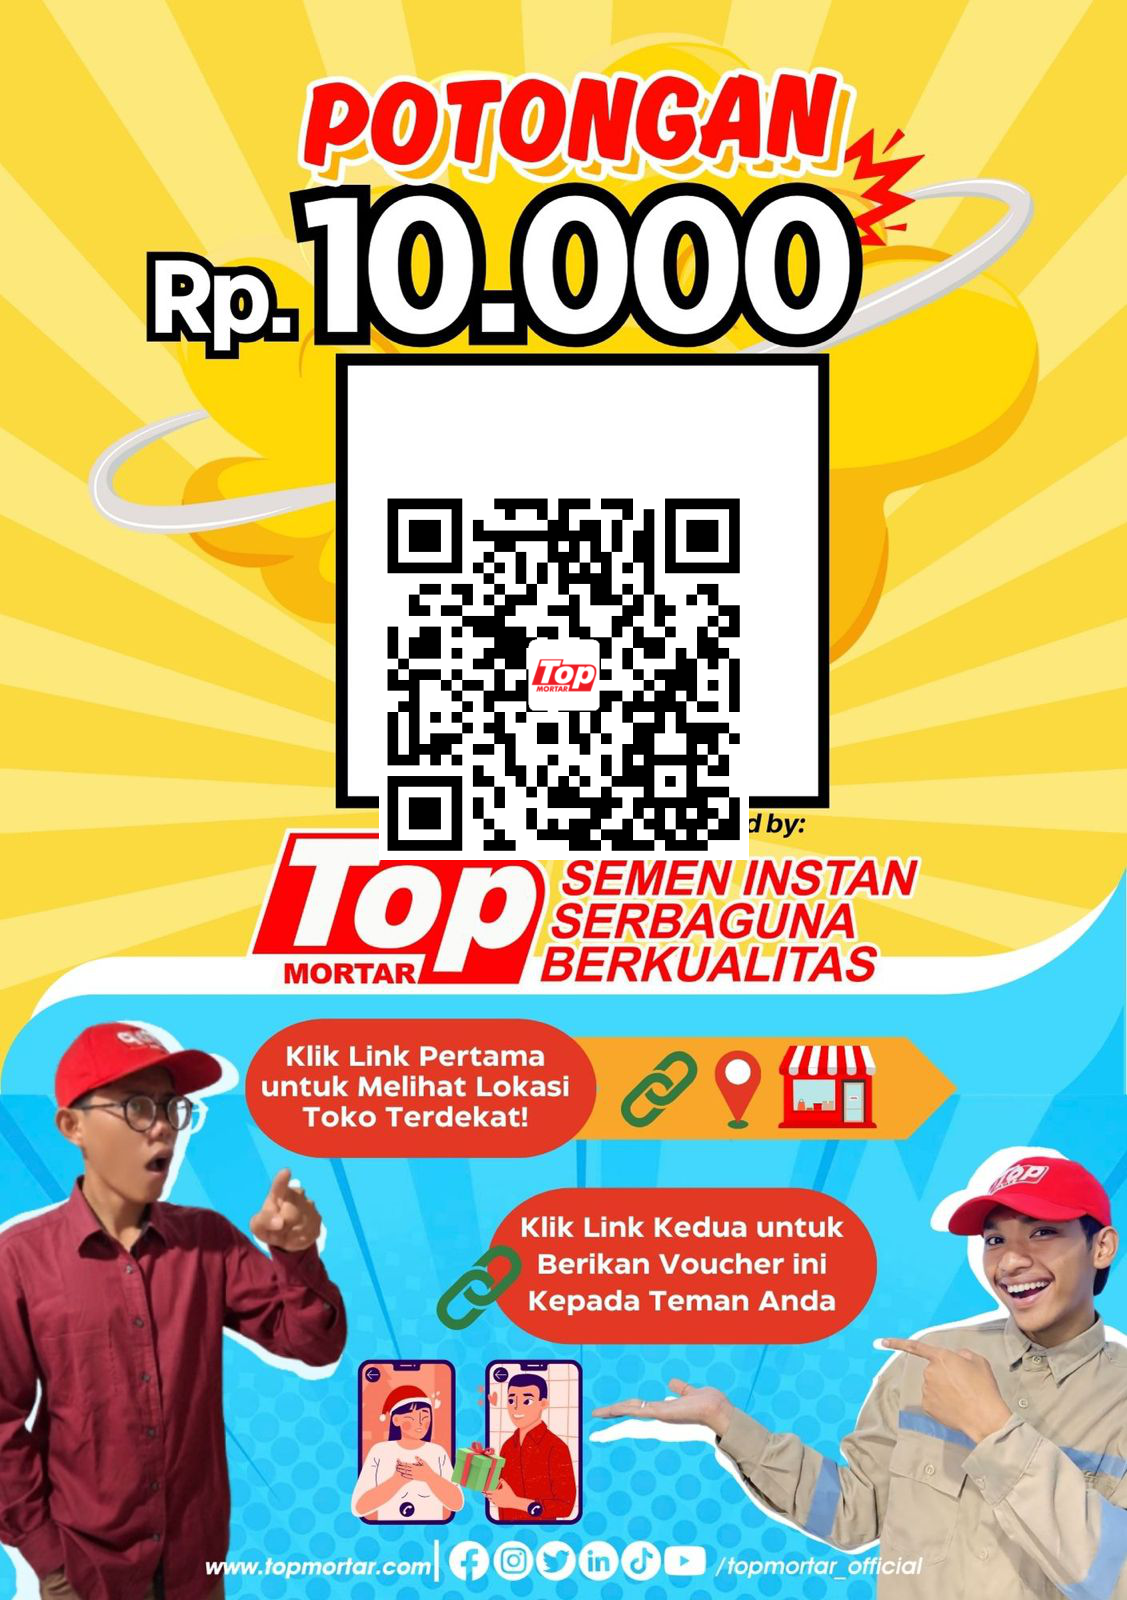 POTONGAN
Rp. 10.000
Top
MORTAR
d by:
Top
MORTAR
SEMEN INSTAN
SERBAGUNA
BERKUALITAS
Klik Link Pertama
untuk Melihat Lokasi
Toko Terdekat!
Top
Klik Link Kedua untuk
Berikan Voucher ini
Kepada Teman Anda
www.topmortar.com
/topmortar_official